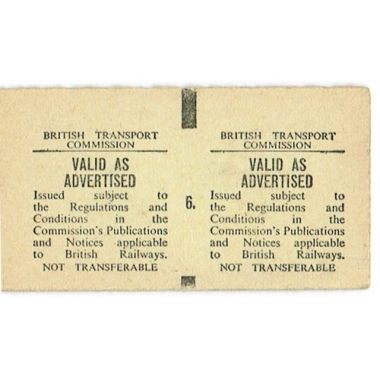 BRITISH TRANSPORT
COMMISSION
VALID AS
ADVERTISED
Issued subject to
the Regulations and
Conditions in the
Commission's Publications
and Notices applicable
to British Railways.
NOT TRANSFERABLE
6.
BRITISH TRANSPORT
COMMISSION
VALID AS
ADVERTISED
Issued subject to
the Regulations and
Conditions in the
Commission's Publications
and Notices applicable
to British Railways.
NOT TRANSFERABLE